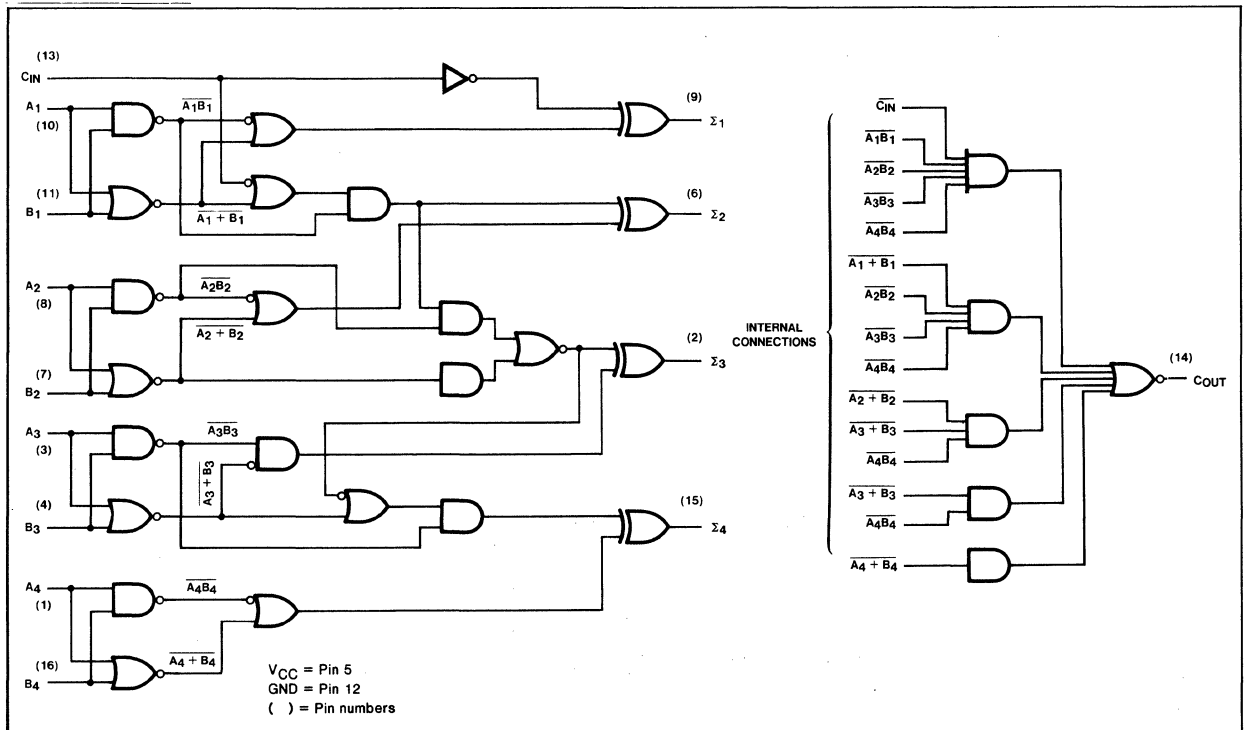 (13)
CIN
A1
(10)
A1B1
(9)
Σ1
(11)
B1
A1 + B1
(6)
Σ2
A2
(8)
A2B2
A2 + B2
(7)
B2
(2)
Σ3
A3
(3)
A3B3
A3 + B3
(4)
B3
(15)
Σ4
A4
(1)
A4B4
(16)
B4
A4 + B4
VCC = Pin 5
GND = Pin 12
( ) = Pin numbers
INTERNAL
CONNECTIONS
CIN
A1B1
A2B2
A3B3
A4B4
A1 + B1
A2B2
A3B3
A4B4
A2 + B2
A3 + B3
A4B4
A3 + B3
A4B4
A4 + B4
(14)
COUT